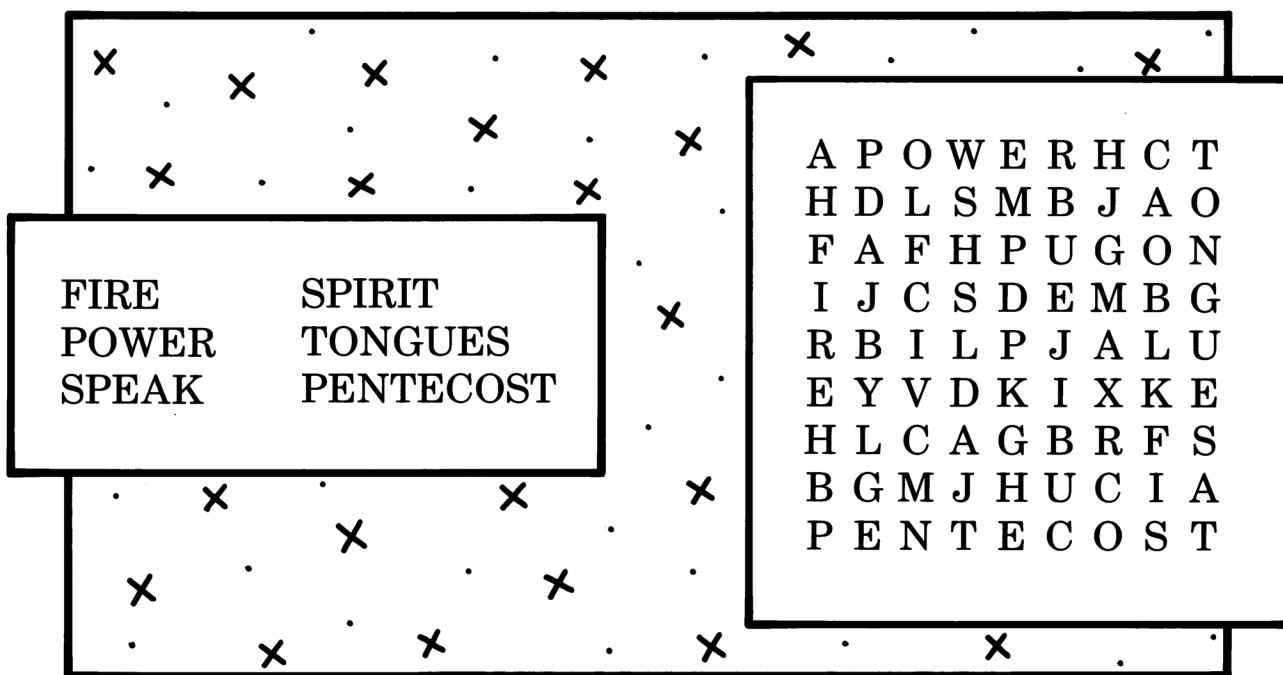 FIRE SPIRIT
POWER TONGUES
SPEAK PENTECOST
A P O W E R H C T
H D L S M B J A O
F A F H P U G O N
I J C S D E M B G
R B I L P J A L U
E Y V D K I X K E
H L C A G B R F S
B G M J H U C I A
P E N T E C O S T